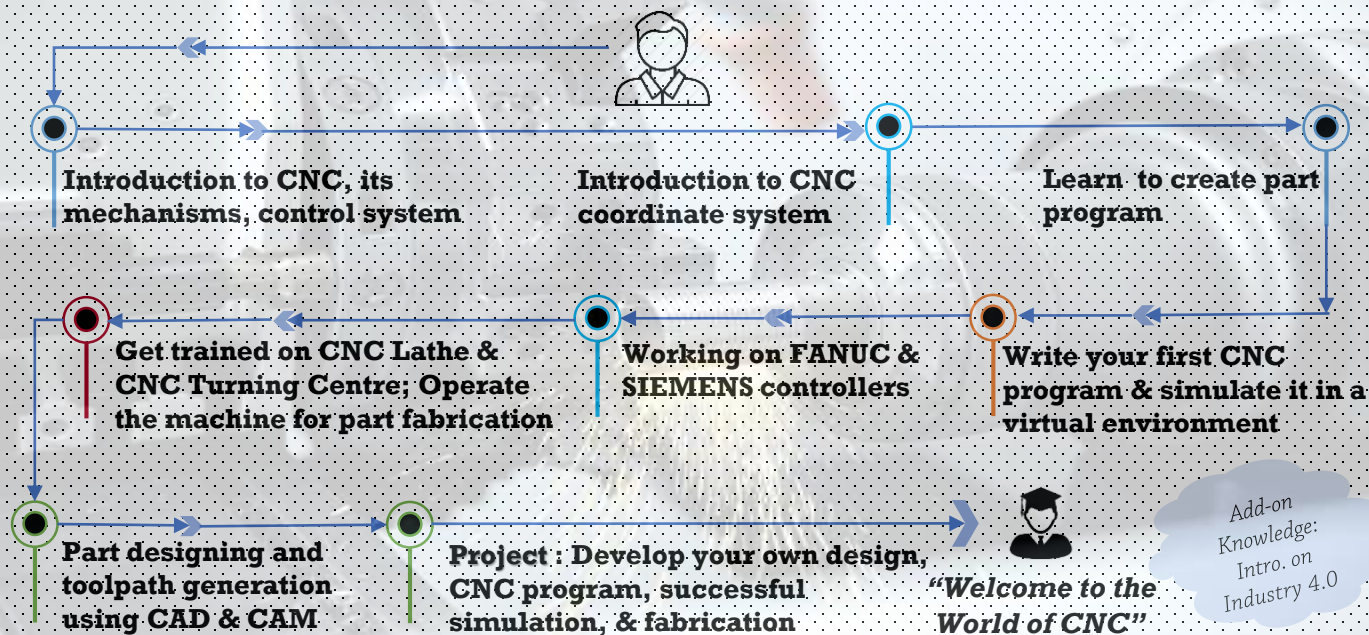 Introduction to CNC, its
mechanisms, control system
Introduction to CNC
coordinate system
Learn to create part
program
Write your first CNC
program & simulate it in a
virtual environment
Working on FANUC &
SIEMENS controllers
Get trained on CNC Lathe &
CNC Turning Centre; Operate
the machine for part fabrication
Part designing and
toolpath generation
using CAD & CAM
Project : Develop your own design,
CNC program, successful
simulation, & fabrication
“Welcome to the
World of CNC”
Add-on
Knowledge:
Intro. on
Industry 4.0